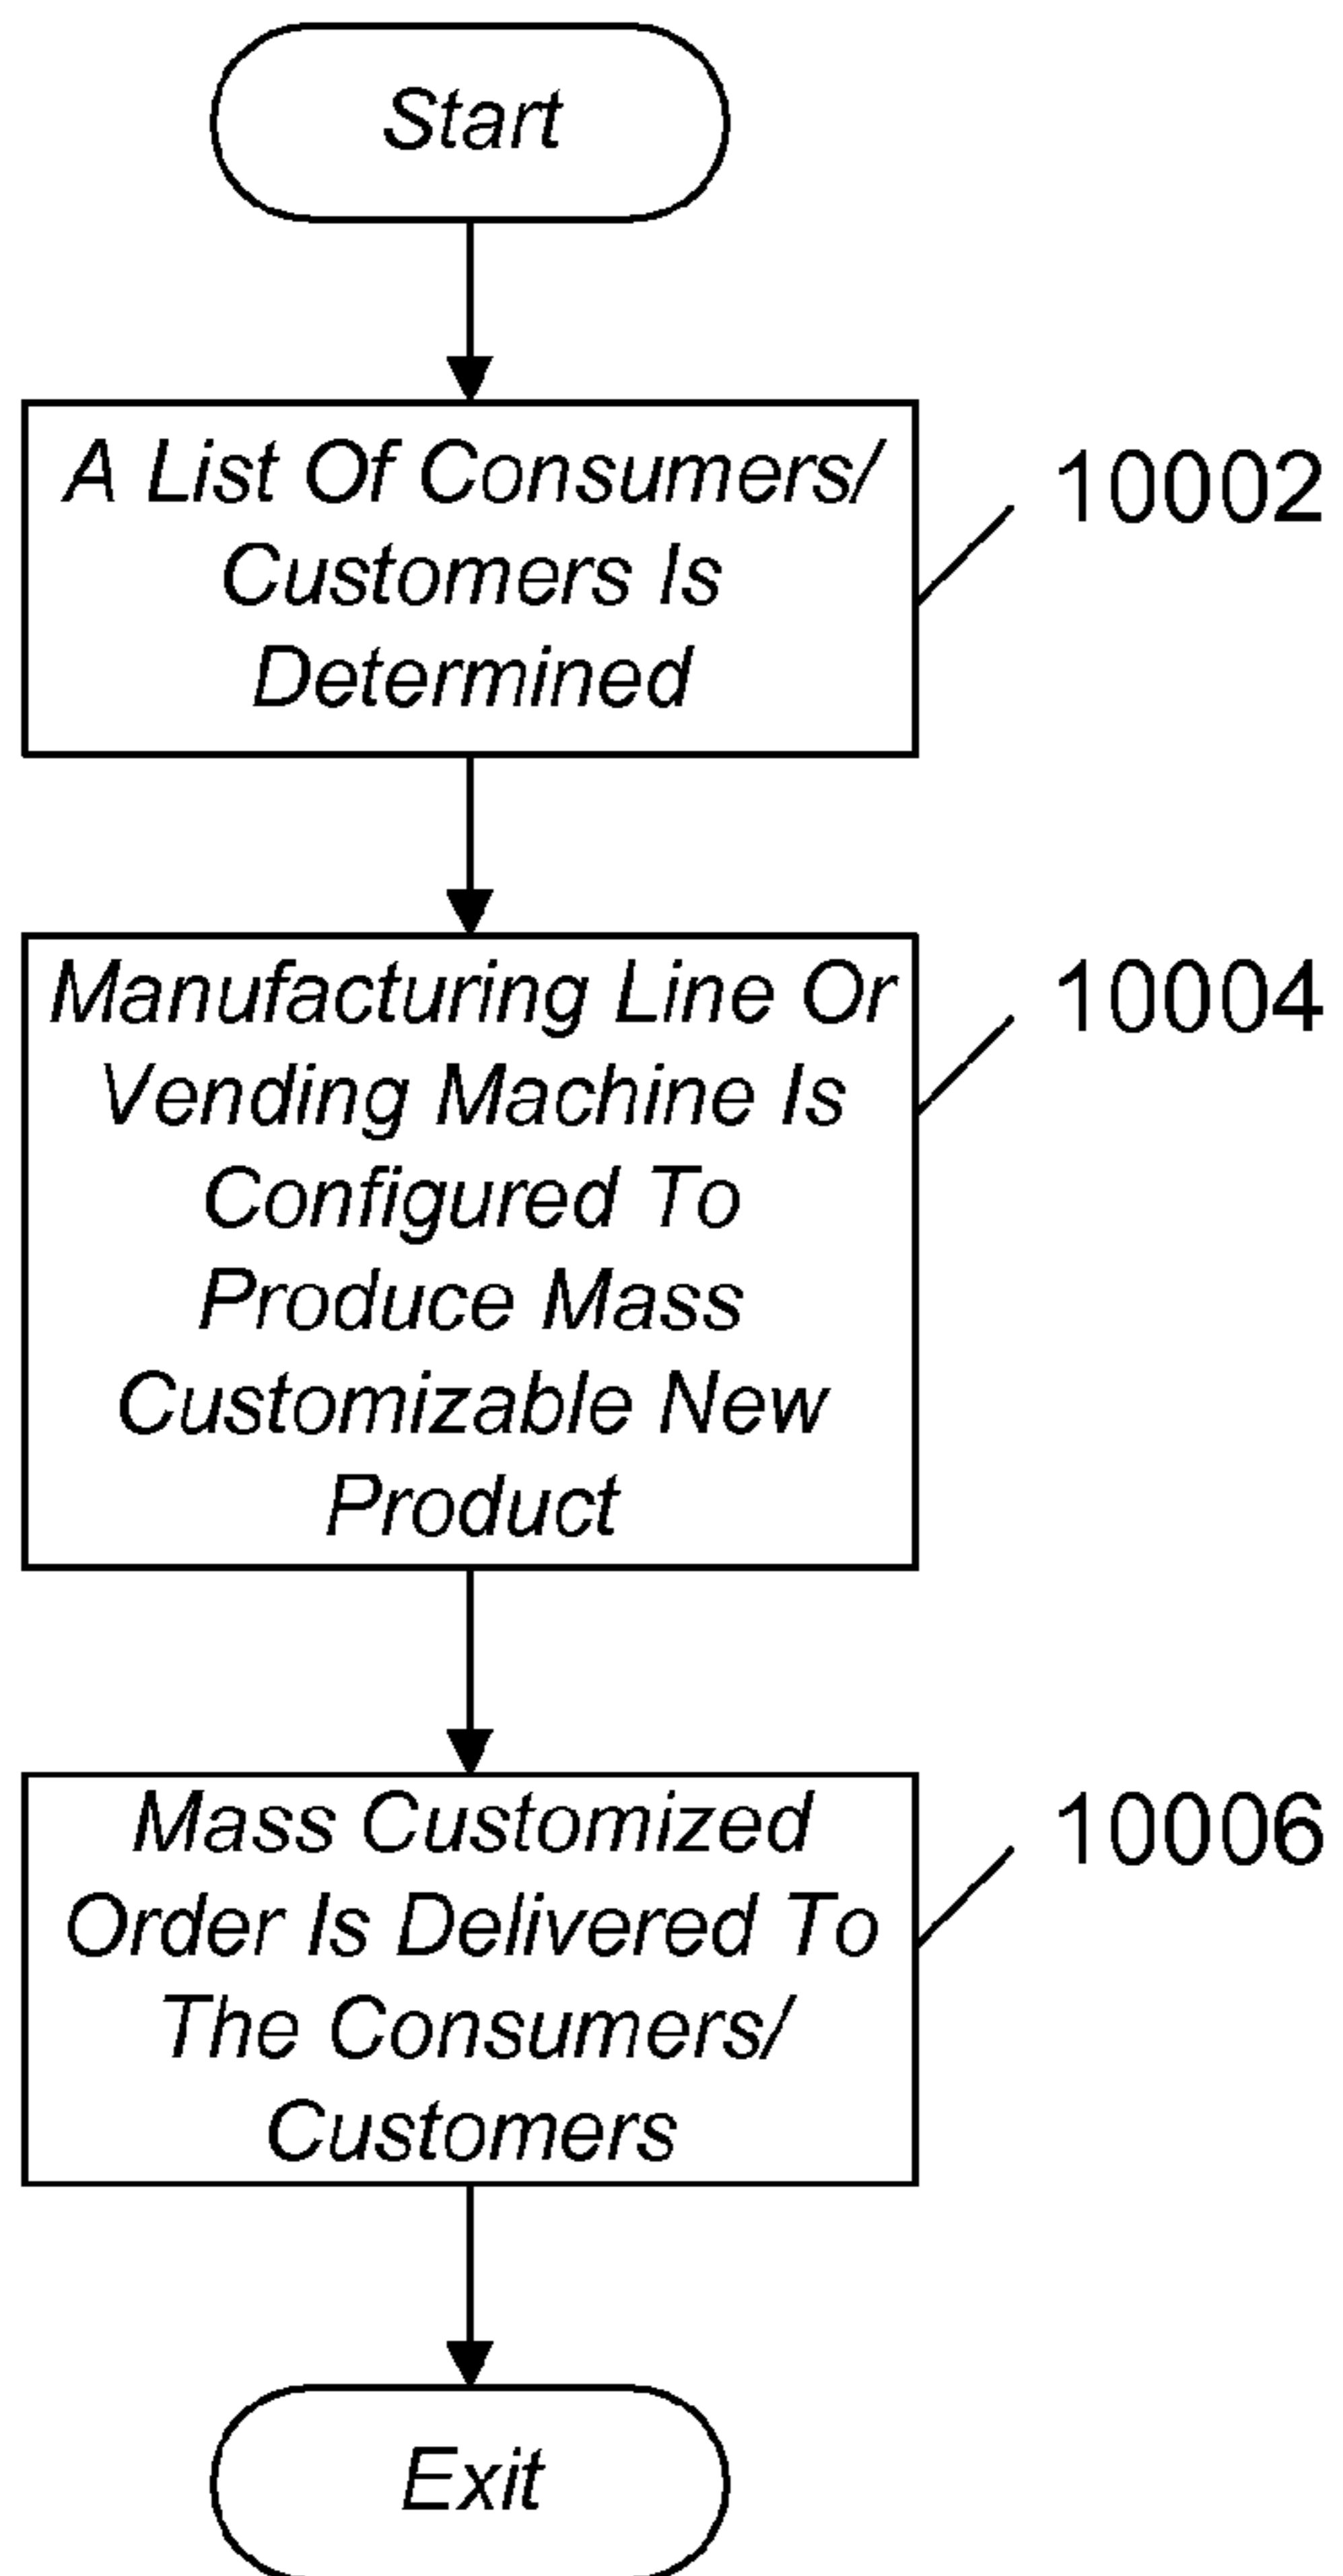 Start
A List Of Consumers/
Customers Is
Determined
10002
Manufacturing Line Or
Vending Machine Is
Configured To
Produce Mass
Customizable New
Product
10004
Mass Customized
Order Is Delivered To
The Consumers/
Customers
10006
Exit